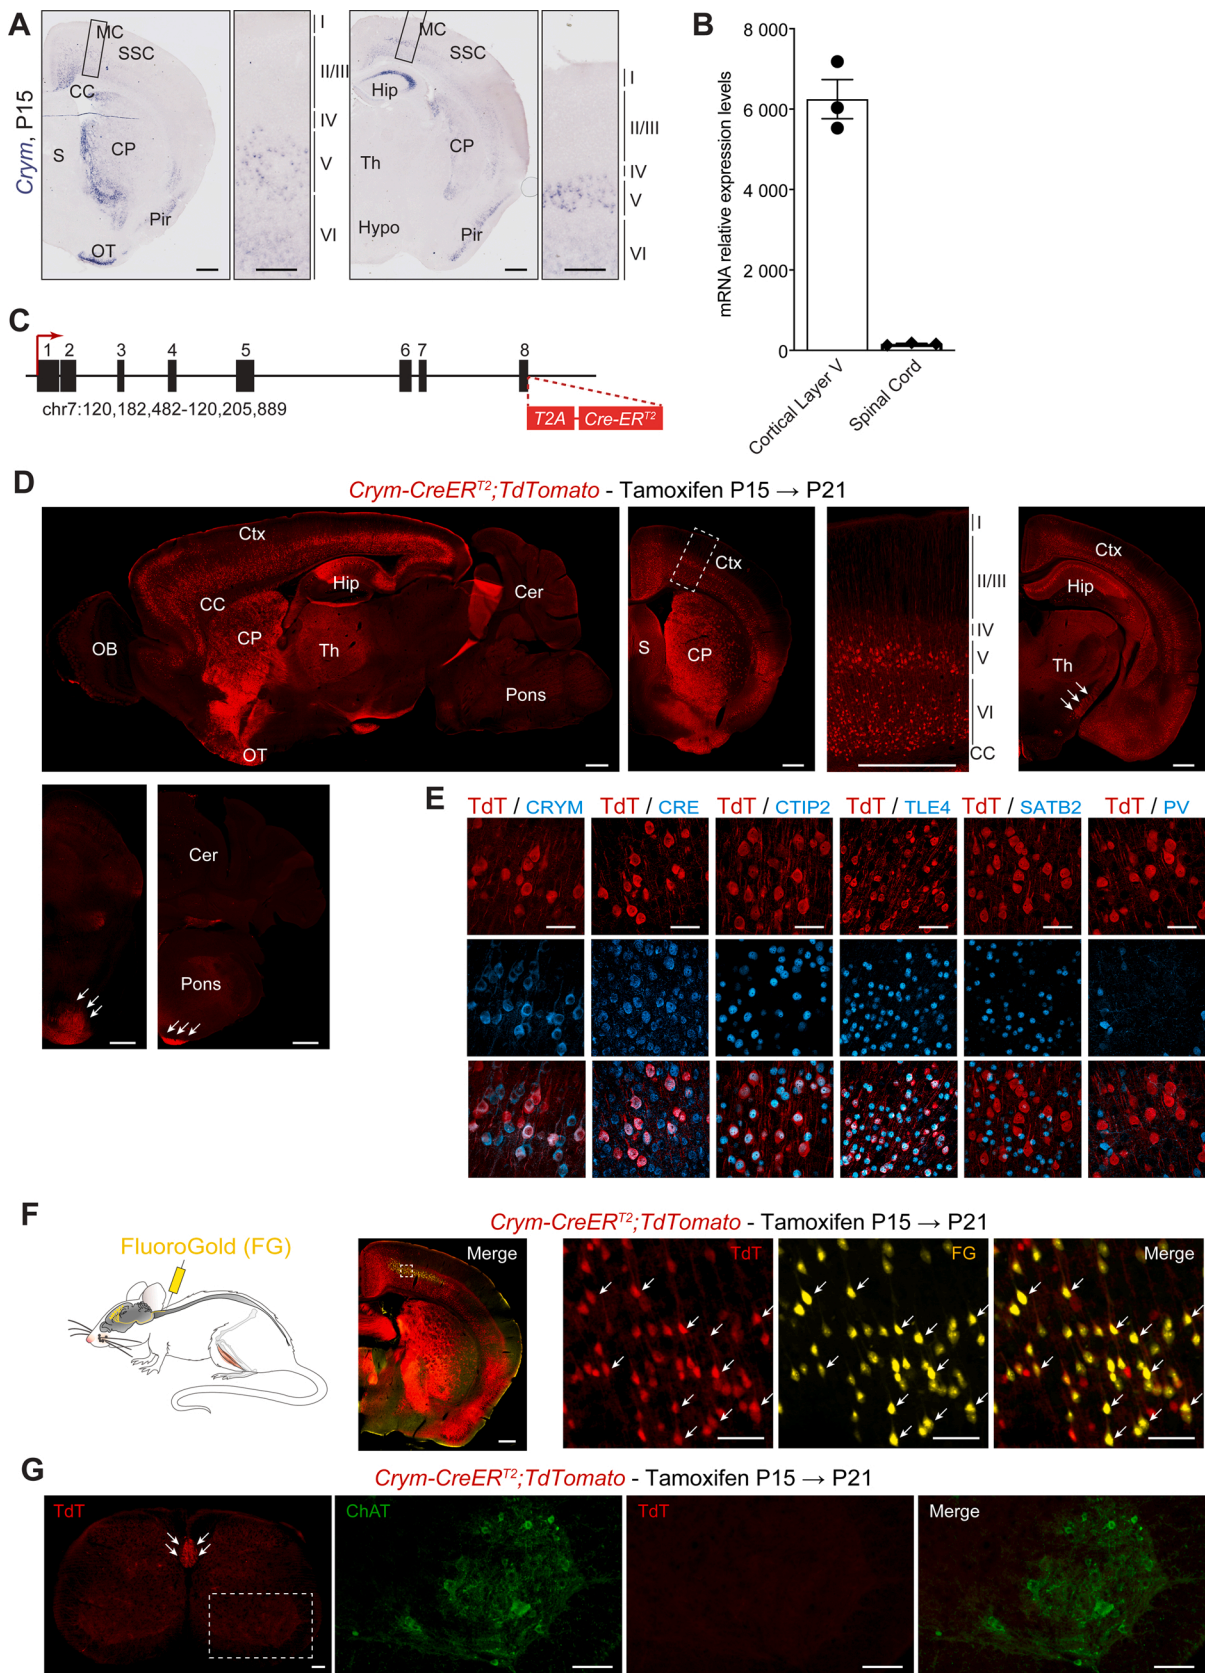 A
Crym, P15
MC
SSC
CC
S
CP
Pir
OT
I
II/III
IV
V
VI
MC
SSC
Hip
CP
Th
Hypo
Pir
I
II/III
IV
V
VI
B
mRNA relative expression levels
8 000
6 000
4 000
2 000
0
Cortical Layer V
Spinal Cord
C
1 2 3 4 5 6 7 8
chr7:120,182,482-120,205,889
T2A Cre-ERT2
D
Crym-CreERT2;TdTomato - Tamoxifen P15 → P21
Ctx
Hip
CC
Cer
OB
CP
Th
Pons
OT
Ctx
S
CP
I
II/III
IV
V
VI
CC
Ctx
Hip
Th
Cer
Pons
E
TdT / CRYM
TdT / CRE
TdT / CTIP2
TdT / TLE4
TdT / SATB2
TdT / PV
F
Crym-CreERT2;TdTomato - Tamoxifen P15 → P21
FluoroGold (FG)
Merge
TdT
FG
Merge
G
Crym-CreERT2;TdTomato - Tamoxifen P15 → P21
TdT
ChAT
TdT
Merge